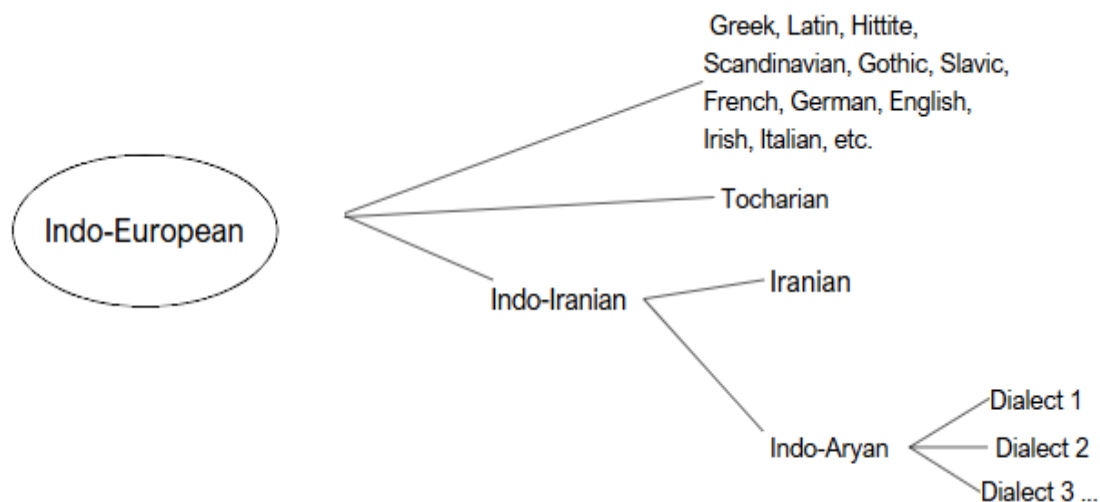 Greek, Latin, Hittite,
Scandinavian, Gothic, Slavic,
French, German, English,
Irish, Italian, etc.
Tocharian
Indo-European
Iranian
Indo-Iranian
Dialect 1
Indo-Aryan
Dialect 2
Dialect 3 ...